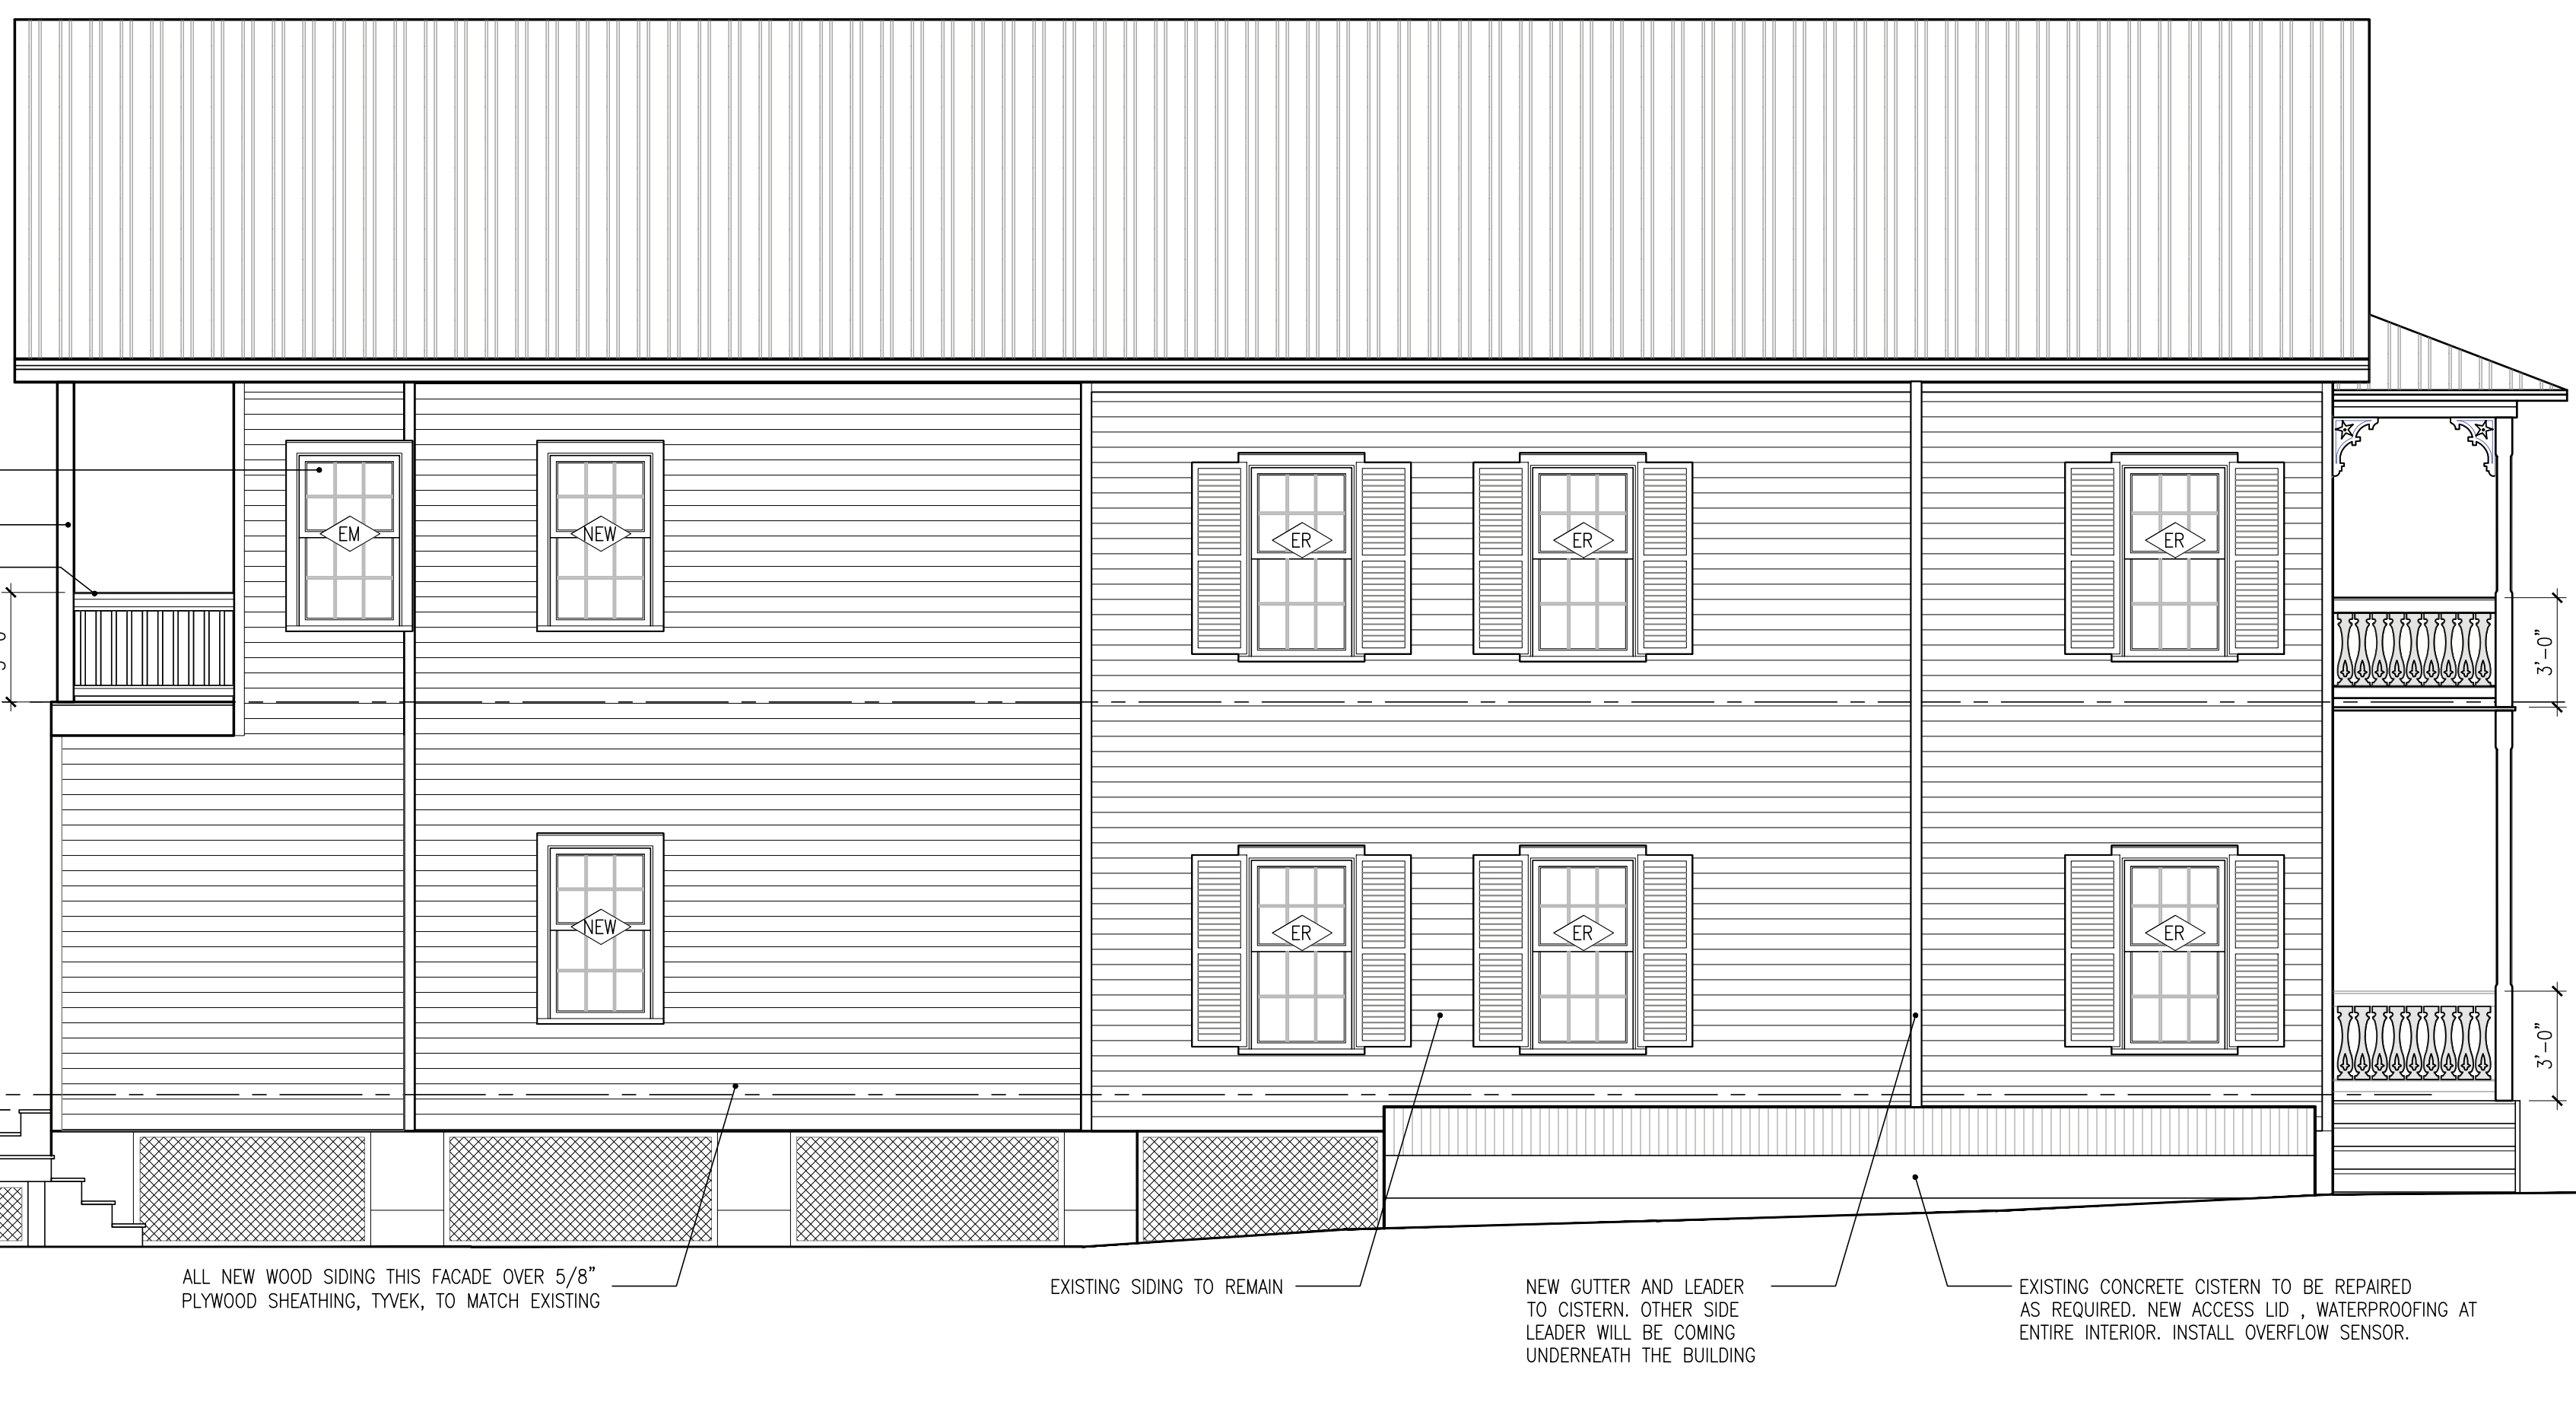 EM
NEW
ER
ER
ER
3'-0"
NEW
ER
ER
ER
3'-0"
ALL NEW WOOD SIDING THIS FACADE OVER 5/8"
PLYWOOD SHEATHING, TYVEK, TO MATCH EXISTING
EXISTING SIDING TO REMAIN
NEW GUTTER AND LEADER
TO CISTERN. OTHER SIDE
LEADER WILL BE COMING
UNDERNEATH THE BUILDING
EXISTING CONCRETE CISTERN TO BE REPAIRED
AS REQUIRED. NEW ACCESS LID , WATERPROOFING AT
ENTIRE INTERIOR. INSTALL OVERFLOW SENSOR.